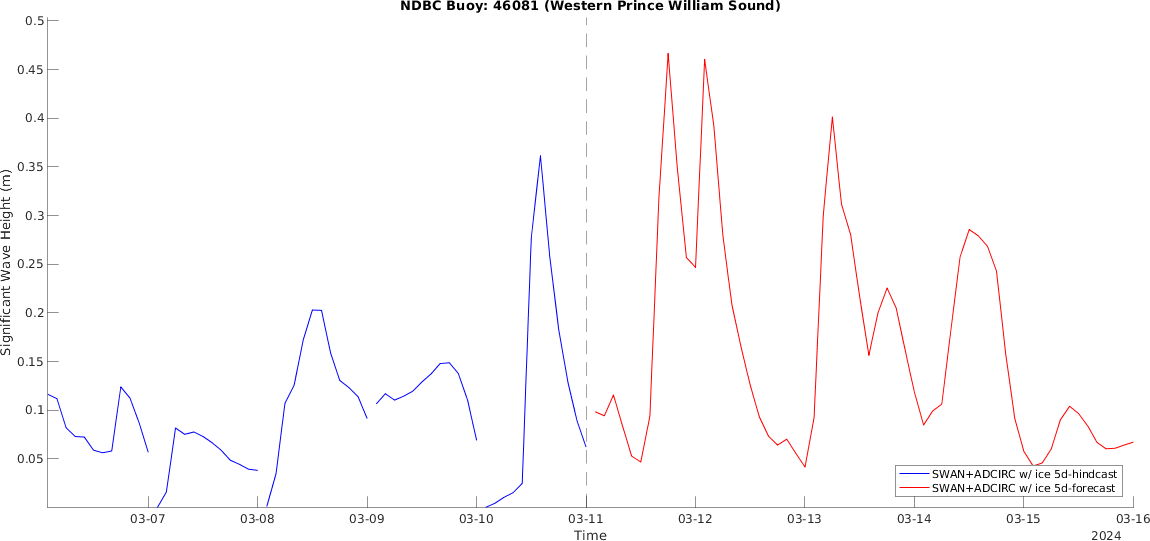 NDBC Buoy: 46081 (Western Prince William Sound)
0.5
0.45
0.4
0.35
0.3
0.25
0.2
0.15
0.1
0.05
Significant Wave Height (m)
SWAN+ADCIRC w/ ice 5d-hindcast
SWAN+ADCIRC w/ ice 5d-forecast
03-07 03-08 03-09 03-10 03-11 03-12 03-13 03-14 03-15 03-16
Time
2024